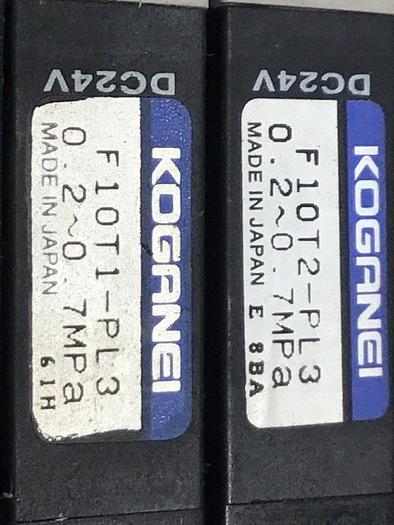 DC24V
KOGANEI
F10T1-PL3
0.2~0.7MPa
MADE IN JAPAN 61H
DC24V
KOGANEI
F10T2-PL3
0.2~0.7MPa
MADE IN JAPAN E 8BA